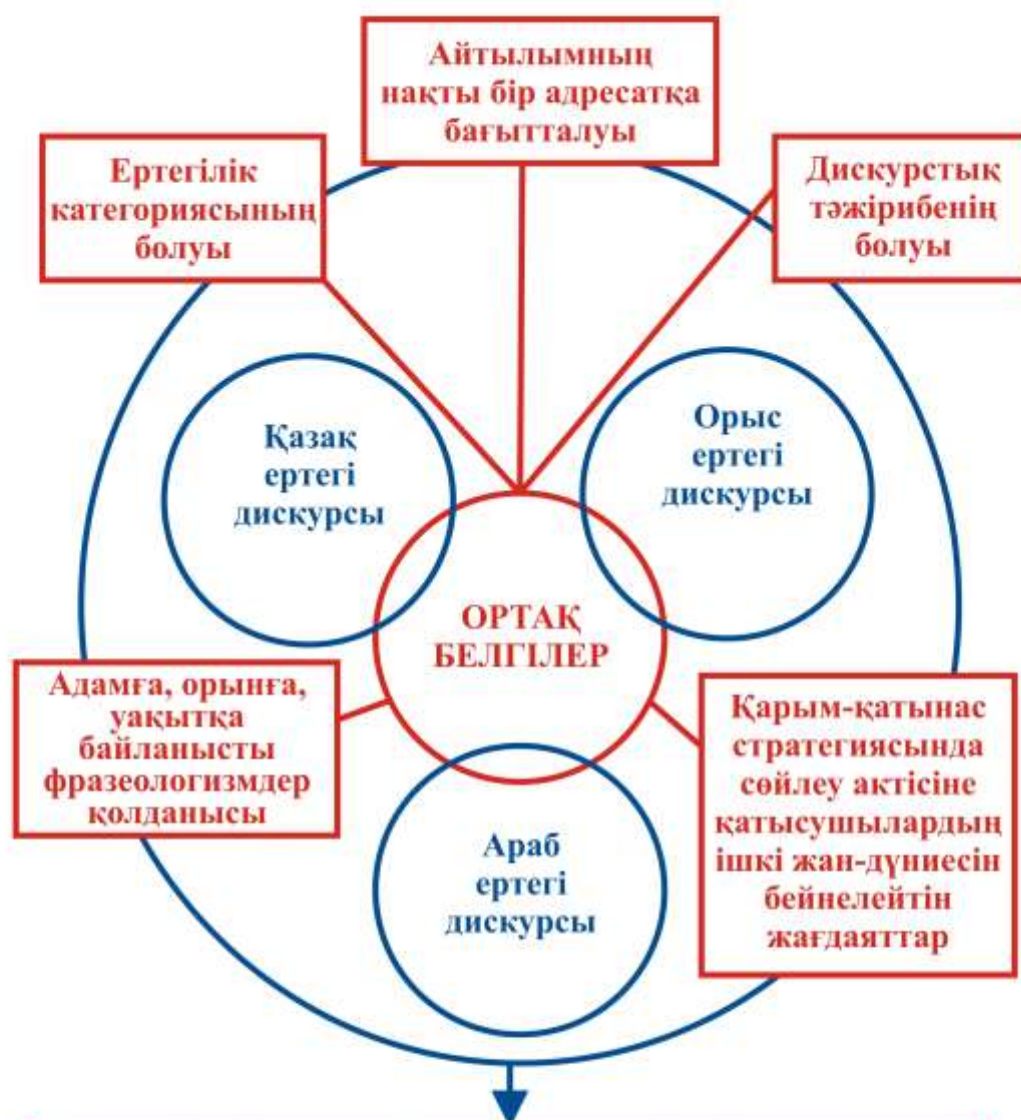 Айтылымның
нақты бір адресатқа
бағытталуы
Ертегілік
категориясының
болуы
Дискурстық
тәжірибенің
болуы
Қазақ
ертегі
дискурсы
Орыс
ертегі
дискурсы
ОРТАҚ
БЕЛГІЛЕР
Адамға, орынға,
уақытқа
байланысты
фразеологизмдер
қолданысы
Қарым-қатынас
стратегиясында
сөйлеу актісіне
қатысушылардың
ішкі жан-дүниесін
бейнелейтін
жағдаяттар
Араб
ертегі
дискурсы